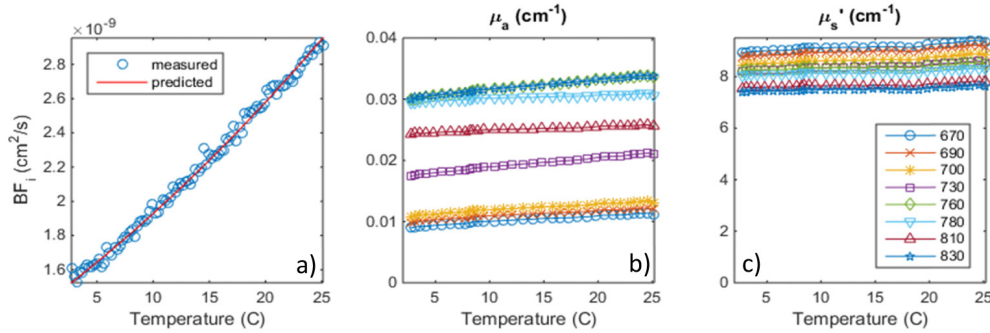 ×10⁻⁹
BFᵢ (cm²/s)
2.8
2.6
2.4
2.2
2
1.8
1.6
measured
predicted
a)
5 10 15 20 25
Temperature (C)
μₐ (cm⁻¹)
0.04
0.03
0.02
0.01
0
b)
5 10 15 20 25
Temperature (C)
μₛ' (cm⁻¹)
8
6
4
2
0
670
690
700
730
760
780
810
830
c)
5 10 15 20 25
Temperature (C)